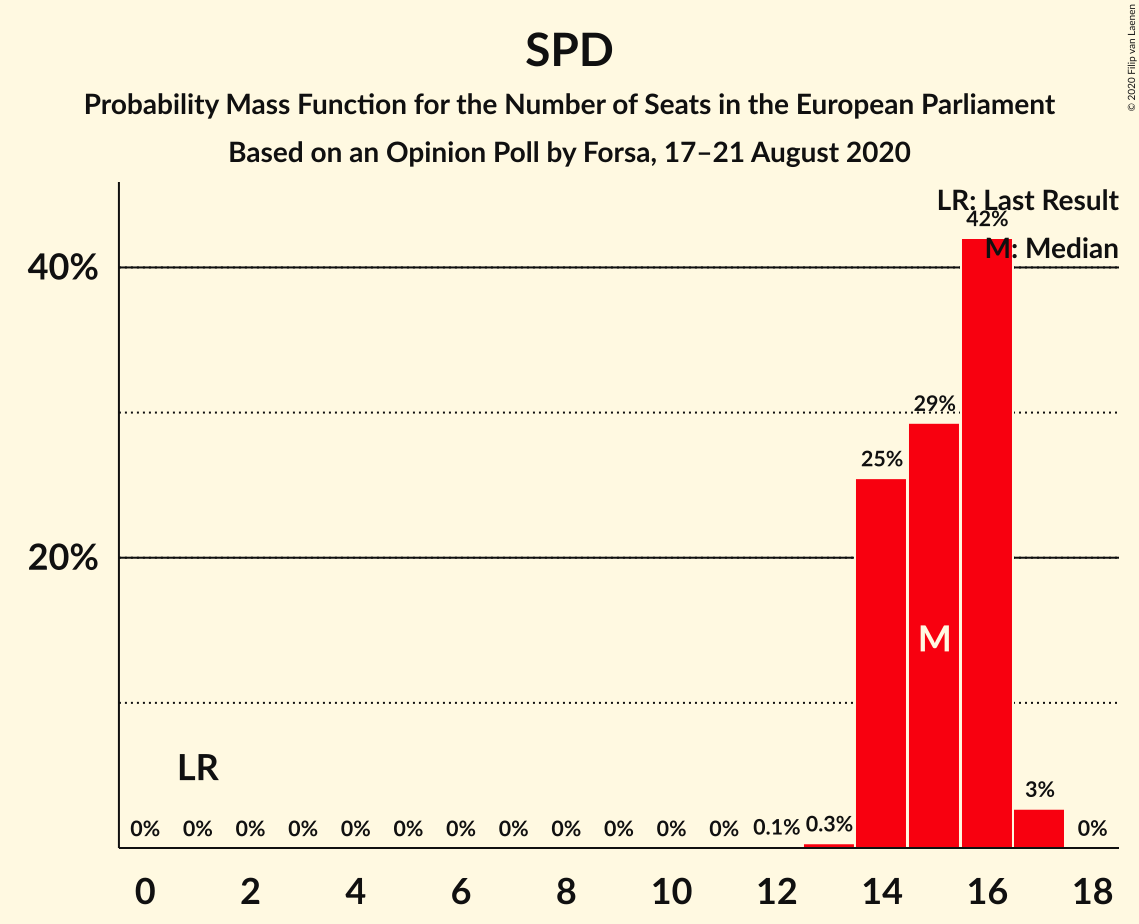 SPD
Probability Mass Function for the Number of Seats in the European Parliament
Based on an Opinion Poll by Forsa, 17–21 August 2020
© 2020 Filip van Laenen
LR: Last Result
42%
M: Median
40%
29%
25%
20%
M
LR
3%
0% 0% 0% 0% 0% 0% 0% 0% 0% 0% 0% 0% 0.1% 0.3% 0%
0 2 4 6 8 10 12 14 16 18